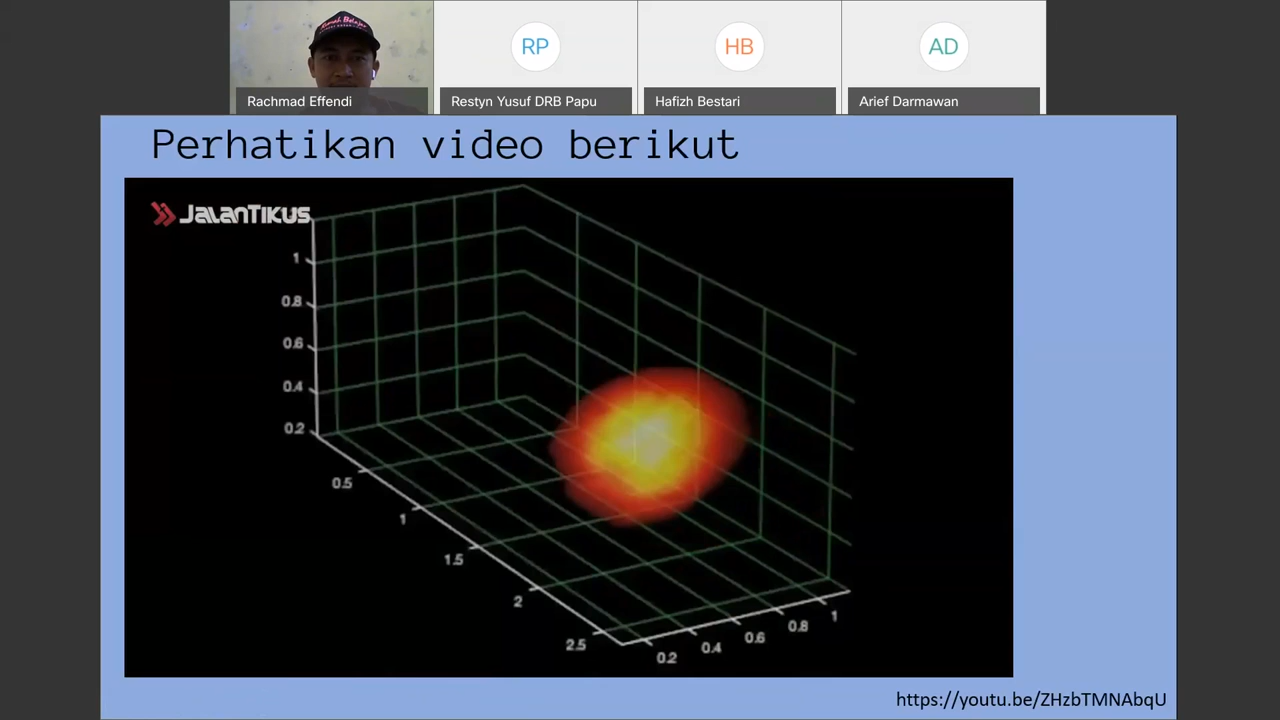 RP
HB
AD
Rachmad Effendi
Restyn Yusuf DRB Papu
Hafizh Bestari
Arief Darmawan
Perhatikan video berikut
JALANTIKUS
1
0.8
0.6
0.4
0.2
0.5
1
1.5
2
2.5
0.2
0.4
0.6
0.8
1
https://youtu.be/ZHzbTMNAbqU